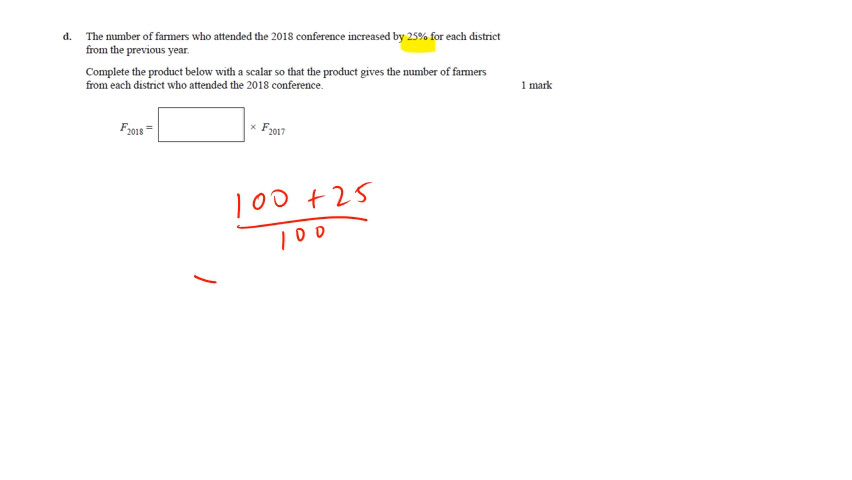 d. The number of farmers who attended the 2018 conference increased by 25% for each district
from the previous year.
Complete the product below with a scalar so that the product gives the number of farmers
from each district who attended the 2018 conference. 1 mark
F2018 = × F2017
100 + 25
100